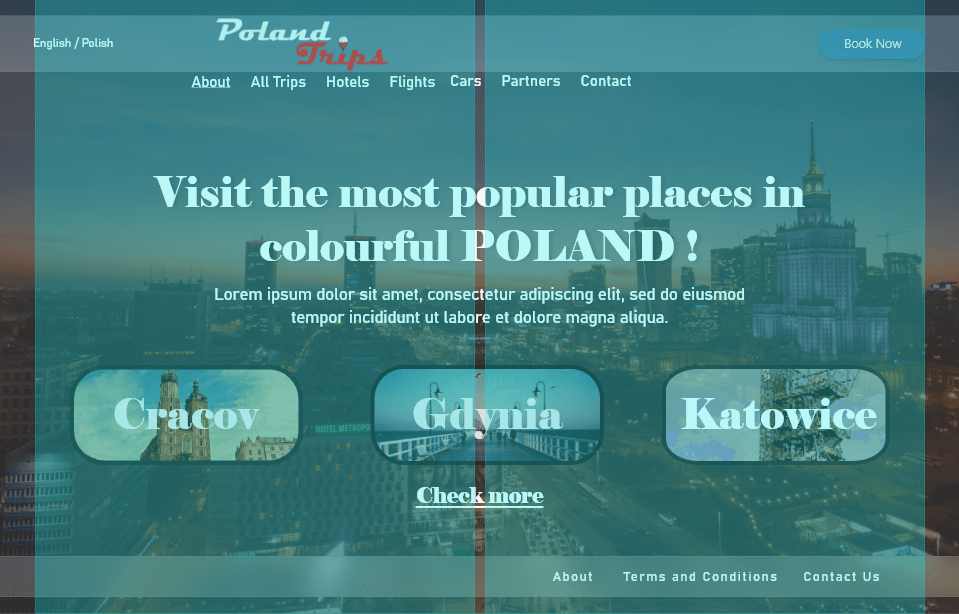 English / Polish
Poland
Trips
Book Now
About All Trips Hotels Flights Cars Partners Contact
Visit the most popular places in
colourful POLAND !
Lorem ipsum dolor sit amet, consectetur adipiscing elit, sed do eiusmod
tempor incididunt ut labore et dolore magna aliqua.
Cracov Gdynia Katowice
HOTEL METROPO
Check more
About Terms and Conditions Contact Us